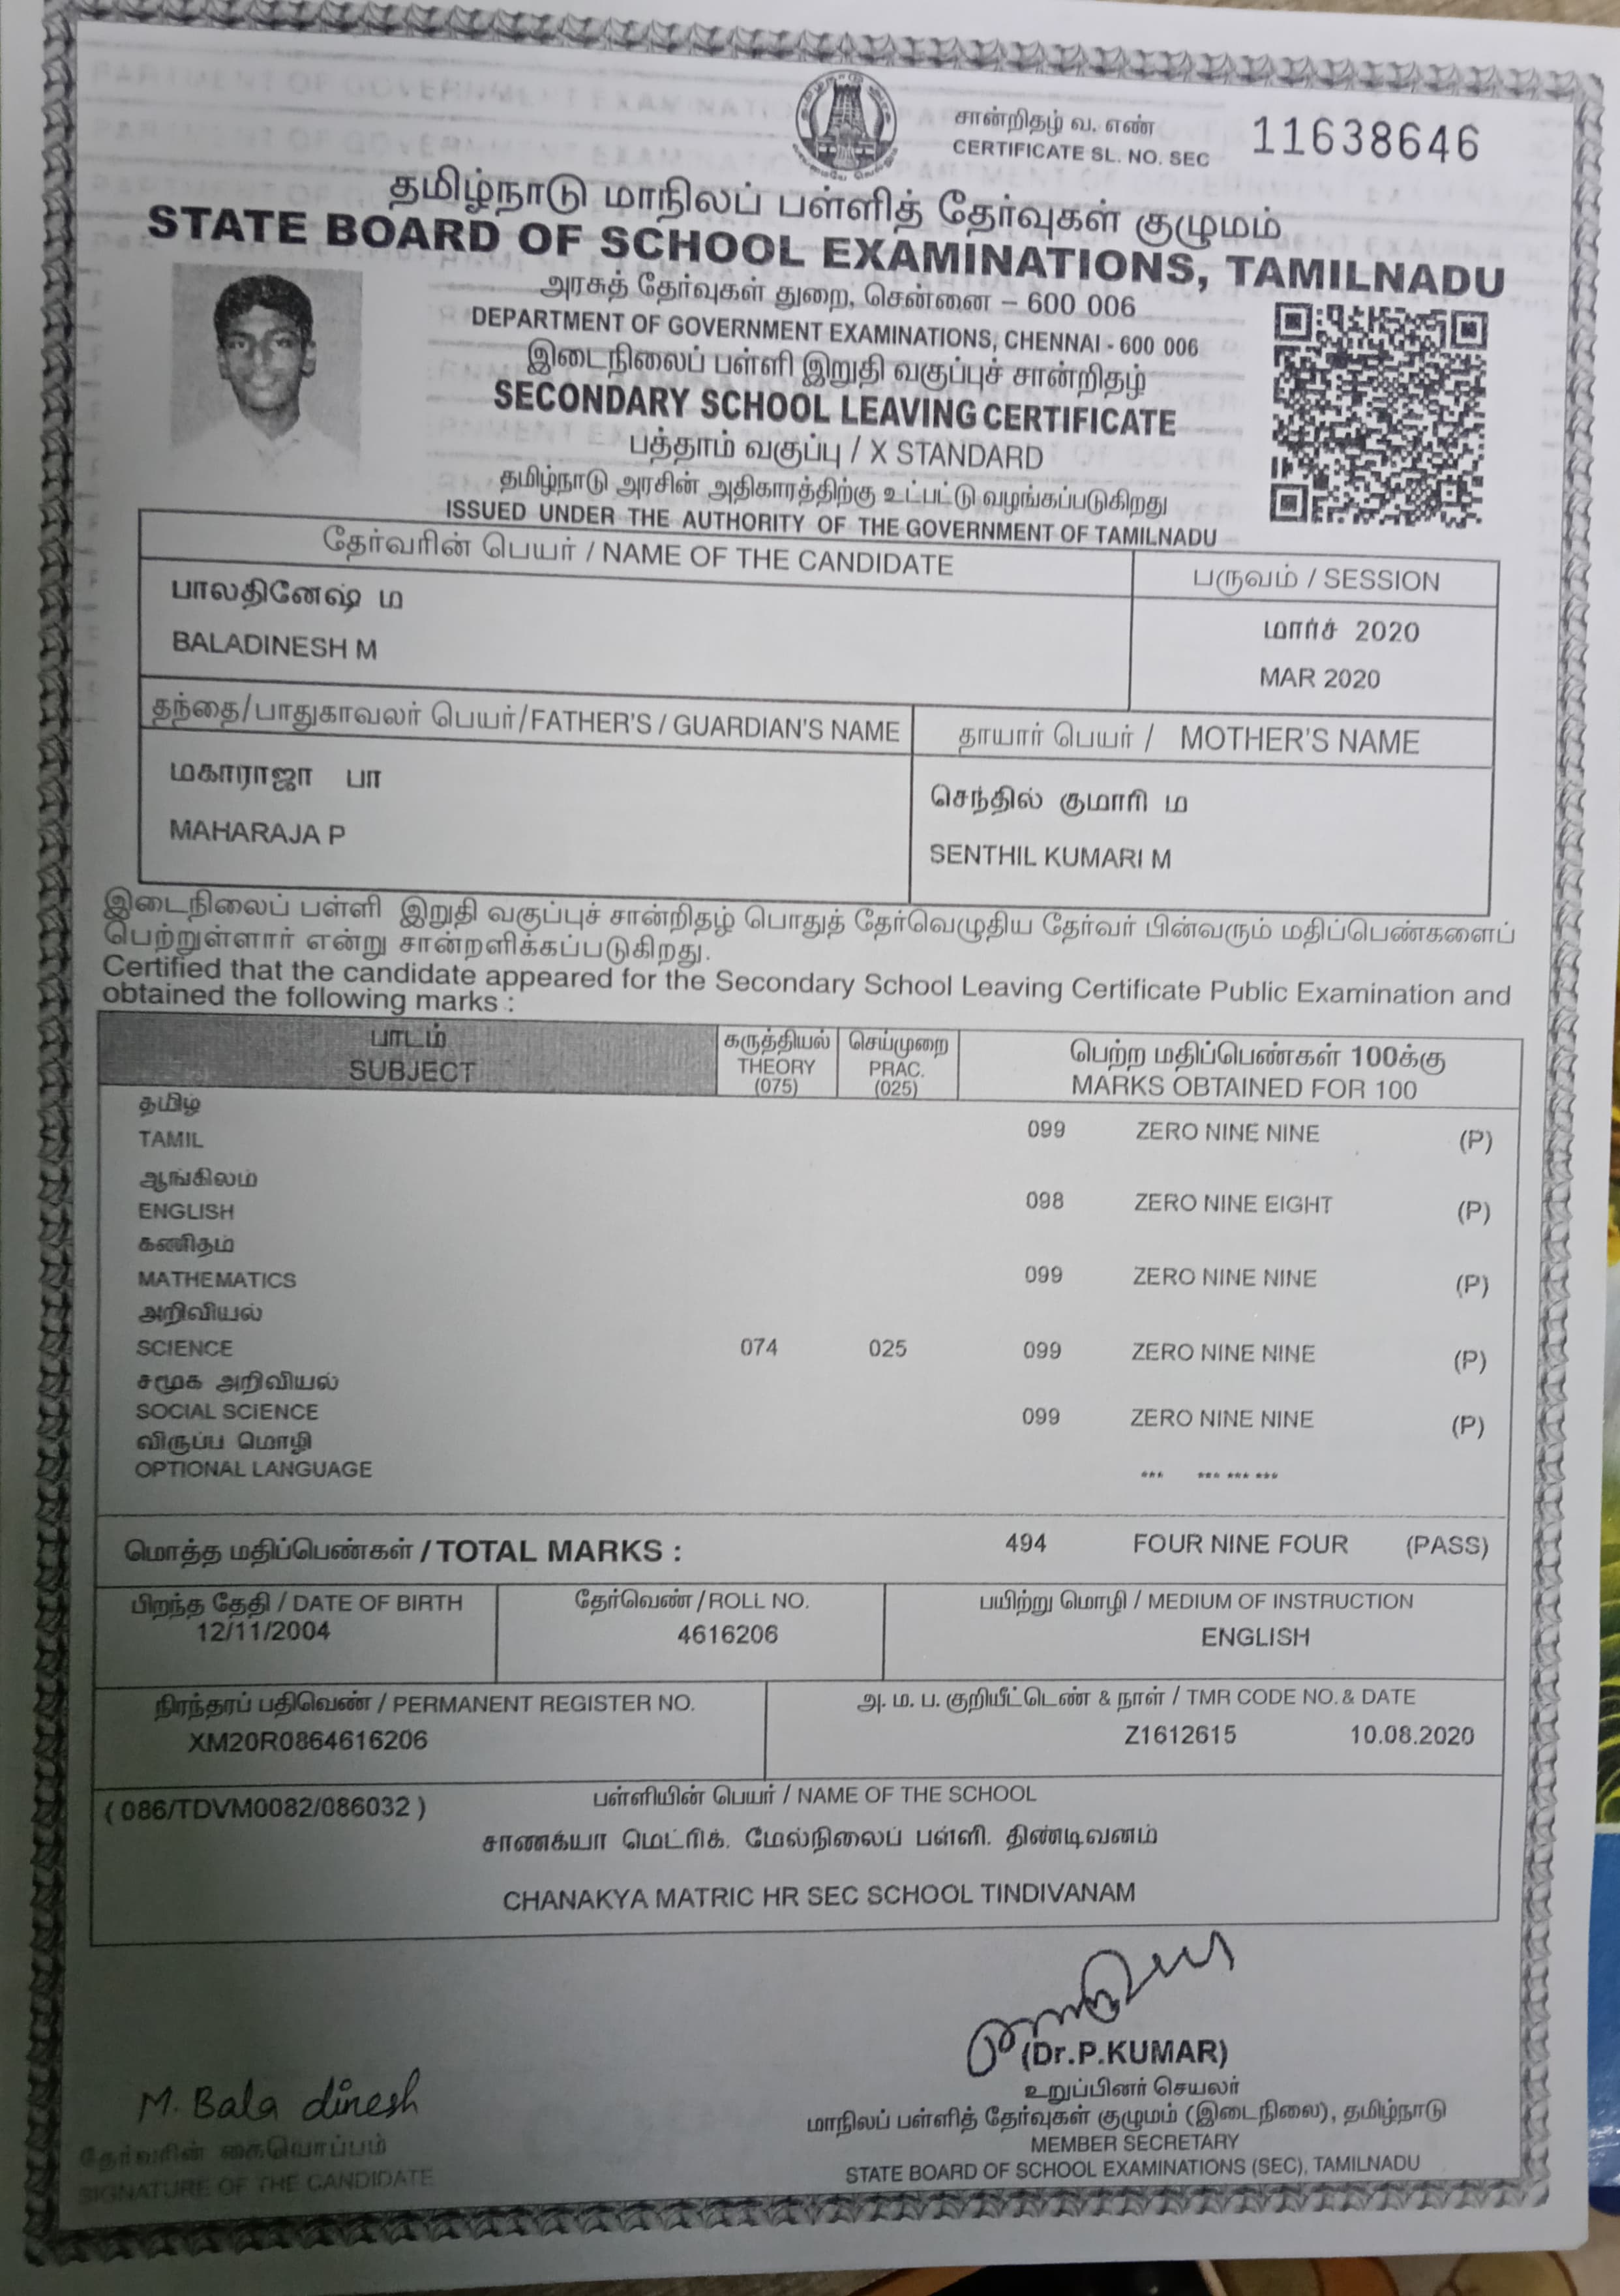 சான்றிதழ் வ. எண்
CERTIFICATE SL. NO. SEC 11638646
தமிழ்நாடு மாநிலப் பள்ளித் தேர்வுகள் குழுமம்
STATE BOARD OF SCHOOL EXAMINATIONS, TAMILNADU
அரசுத் தேர்வுகள் துறை, சென்னை – 600 006
DEPARTMENT OF GOVERNMENT EXAMINATIONS, CHENNAI - 600 006
இடைநிலைப் பள்ளி இறுதி வகுப்புச் சான்றிதழ்
SECONDARY SCHOOL LEAVING CERTIFICATE
பத்தாம் வகுப்பு / X STANDARD
தமிழ்நாடு அரசின் அதிகாரத்திற்கு உட்பட்டு வழங்கப்படுகிறது
ISSUED UNDER THE AUTHORITY OF THE GOVERNMENT OF TAMILNADU
தேர்வரின் பெயர் / NAME OF THE CANDIDATE
பருவம் / SESSION
பாலதினேஷ் ம
BALADINESH M
மார்ச் 2020
MAR 2020
தந்தை/பாதுகாவலர் பெயர்/FATHER'S / GUARDIAN'S NAME
தாயார் பெயர் / MOTHER'S NAME
மகாராஜா பா
MAHARAJA P
செந்தில் குமாரி ம
SENTHIL KUMARI M
இடைநிலைப் பள்ளி இறுதி வகுப்புச் சான்றிதழ் பொதுத் தேர்வெழுதிய தேர்வர் பின்வரும் மதிப்பெண்களைப்
பெற்றுள்ளார் என்று சான்றளிக்கப்படுகிறது.
Certified that the candidate appeared for the Secondary School Leaving Certificate Public Examination and
obtained the following marks :
பாடம்
SUBJECT
கருத்தியல்
THEORY
(075)
செய்முறை
PRAC.
(025)
பெற்ற மதிப்பெண்கள் 100க்கு
MARKS OBTAINED FOR 100
தமிழ்
TAMIL 099 ZERO NINE NINE (P)
ஆங்கிலம்
ENGLISH 098 ZERO NINE EIGHT (P)
கணிதம்
MATHEMATICS 099 ZERO NINE NINE (P)
அறிவியல்
SCIENCE 074 025 099 ZERO NINE NINE (P)
சமூக அறிவியல்
SOCIAL SCIENCE 099 ZERO NINE NINE (P)
விருப்ப மொழி
OPTIONAL LANGUAGE *** *** *** ***
மொத்த மதிப்பெண்கள் / TOTAL MARKS : 494 FOUR NINE FOUR (PASS)
பிறந்த தேதி / DATE OF BIRTH
12/11/2004
தேர்வெண் / ROLL NO.
4616206
பயிற்று மொழி / MEDIUM OF INSTRUCTION
ENGLISH
நிரந்தரப் பதிவெண் / PERMANENT REGISTER NO.
XM20R0864616206
அ. ம. ப. குறியீட்டெண் & நாள் / TMR CODE NO. & DATE
Z1612615 10.08.2020
( 086/TDVM0082/086032 )
பள்ளியின் பெயர் / NAME OF THE SCHOOL
சாணக்யா மெட்ரிக். மேல்நிலைப் பள்ளி. திண்டிவனம்
CHANAKYA MATRIC HR SEC SCHOOL TINDIVANAM
(Dr.P.KUMAR)
உறுப்பினர் செயலர்
மாநிலப் பள்ளித் தேர்வுகள் குழுமம் (இடைநிலை), தமிழ்நாடு
MEMBER SECRETARY
STATE BOARD OF SCHOOL EXAMINATIONS (SEC), TAMILNADU
M. Bala dinesh
தேர்வரின் கையொப்பம்
SIGNATURE OF THE CANDIDATE